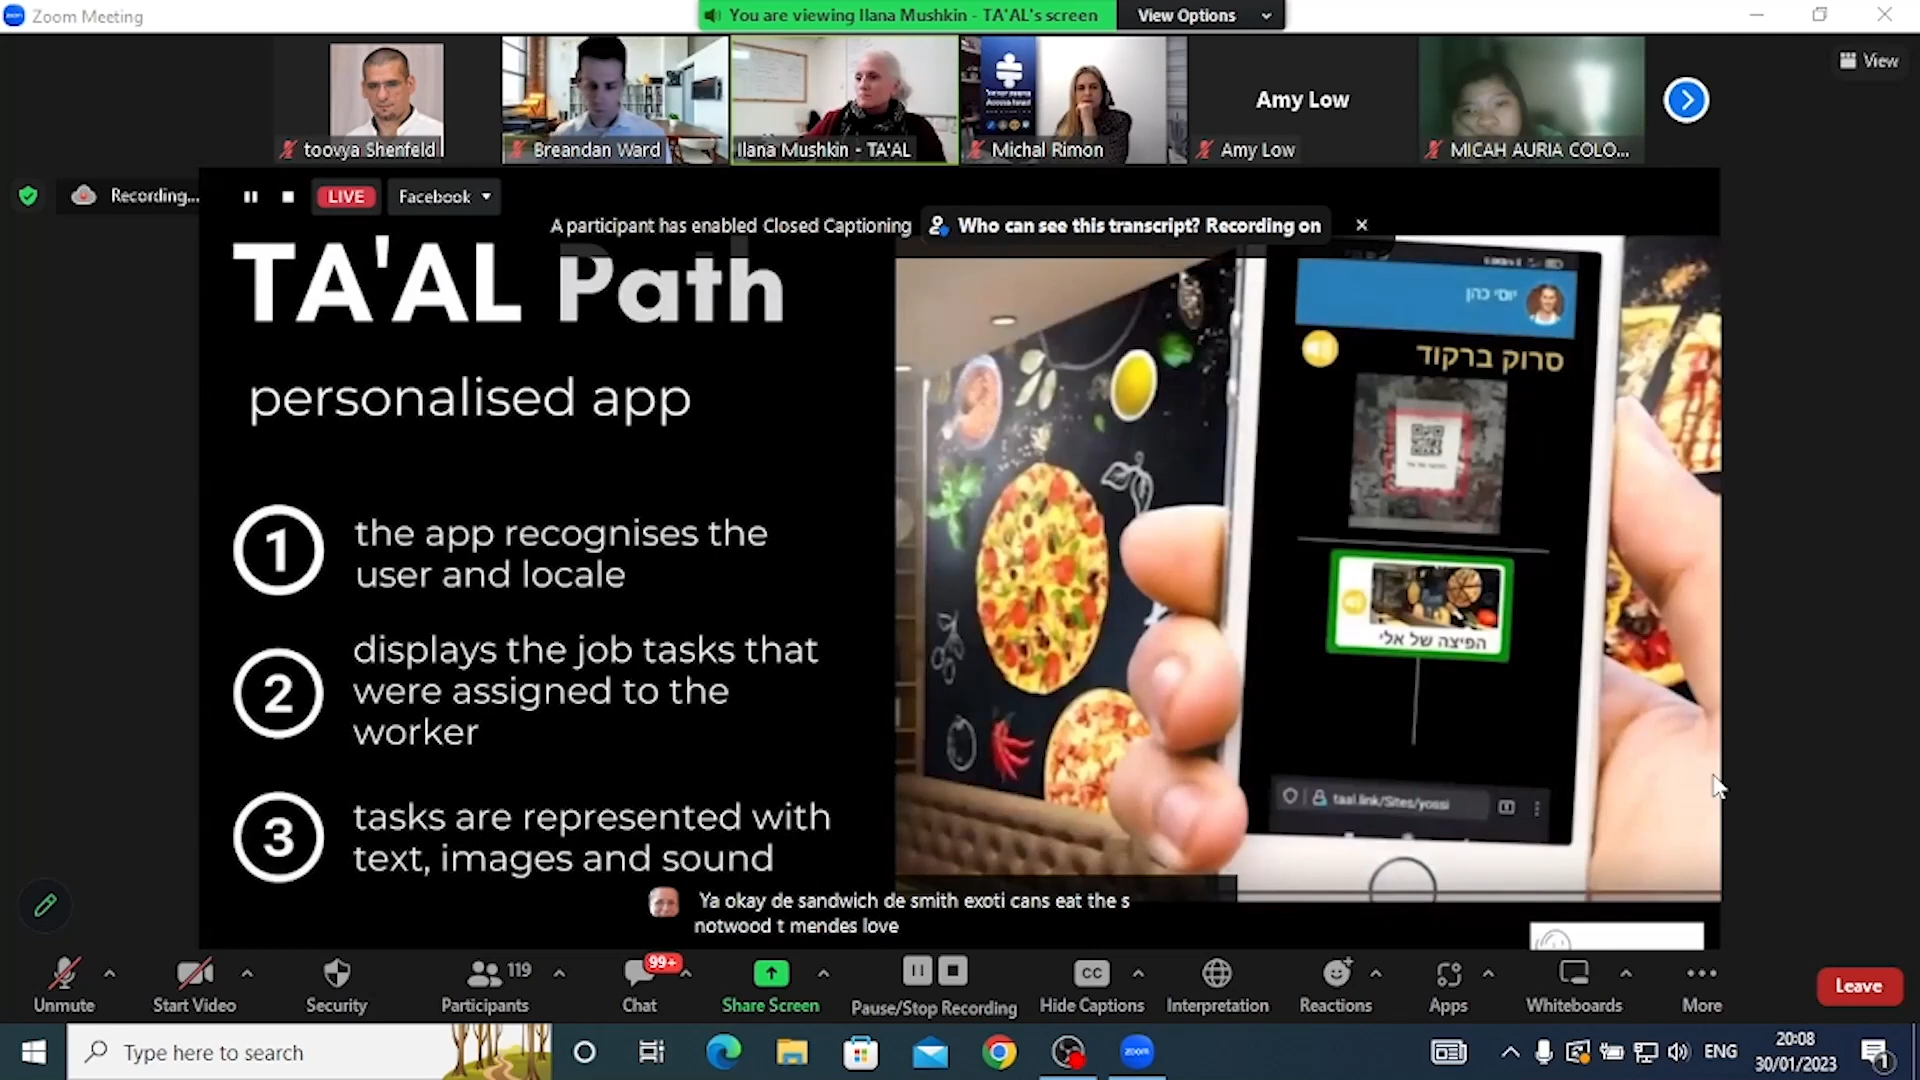 Zoom Meeting
You are viewing Ilana Mushkin - TA'AL's screen
View Options
View
toovya Shenfeld
Breandan Ward
Ilana Mushkin - TA'AL
Michal Rimon
Amy Low
Amy Low
MICAH AURIA COLO...
Recording...
LIVE
Facebook
A participant has enabled Closed Captioning
Who can see this transcript? Recording on
TA'AL Path
personalised app
1
the app recognises the
user and locale
2
displays the job tasks that
were assigned to the
worker
3
tasks are represented with
text, images and sound
יוסי כהן
סרוק ברקוד
הפיצה של אלי
taal.link/Sites/yossi
Ya okay de sandwich de smith exoti cans eat the s
notwood t mendes love
Unmute
Start Video
Security
Participants
119
Chat
99+
Share Screen
Pause/Stop Recording
CC
Hide Captions
Interpretation
Reactions
Apps
Whiteboards
More
Leave
Type here to search
zoom
ENG
20:08
30/01/2023
1